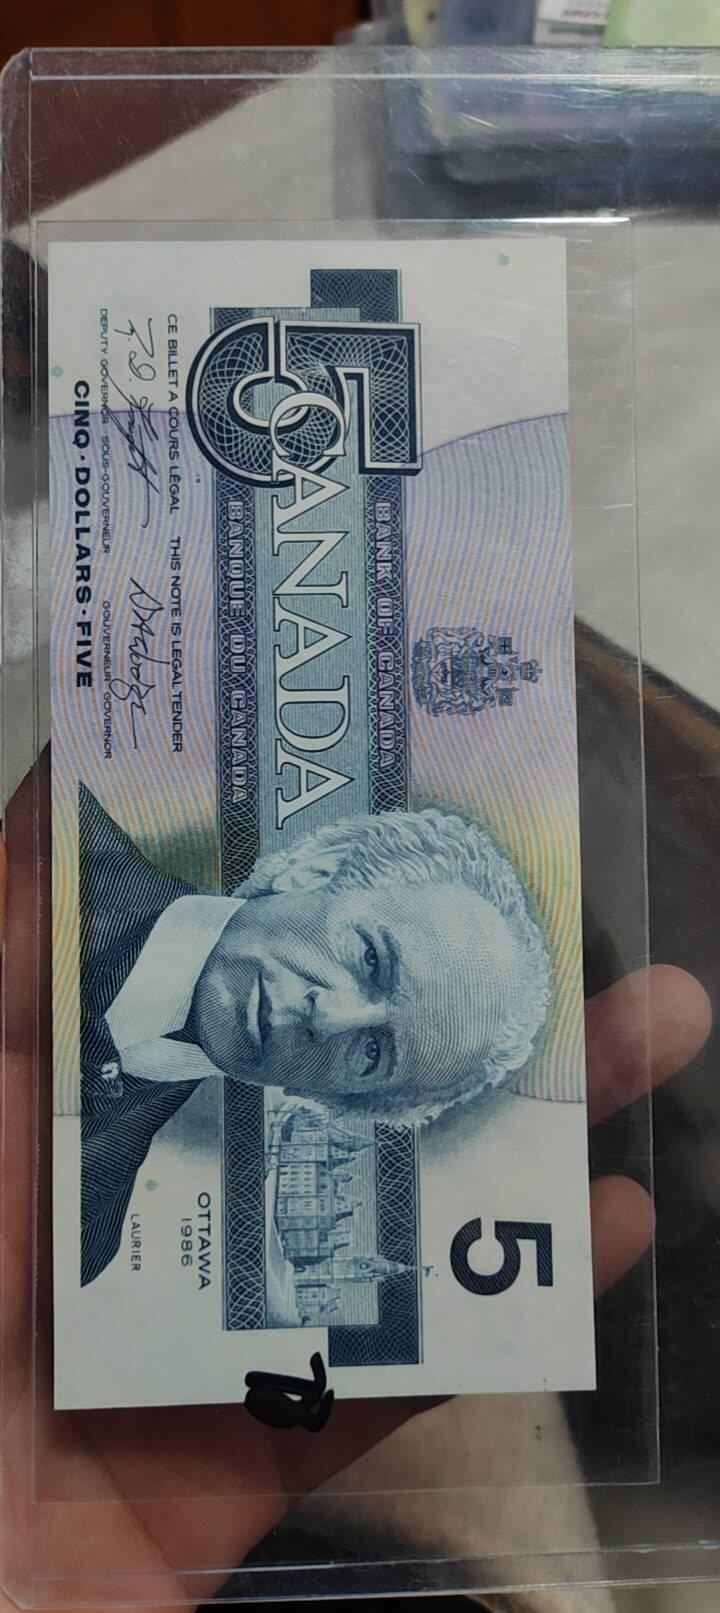 5
CANADA
BANK OF CANADA
BANQUE DU CANADA
CE BILLET A COURS LÉGAL THIS NOTE IS LEGAL TENDER
DEPUTY GOVERNOR SOUS-GOUVERNEUR GOUVERNEUR GOVERNOR
CINQ·DOLLARS·FIVE
5
OTTAWA
1986
LAURIER